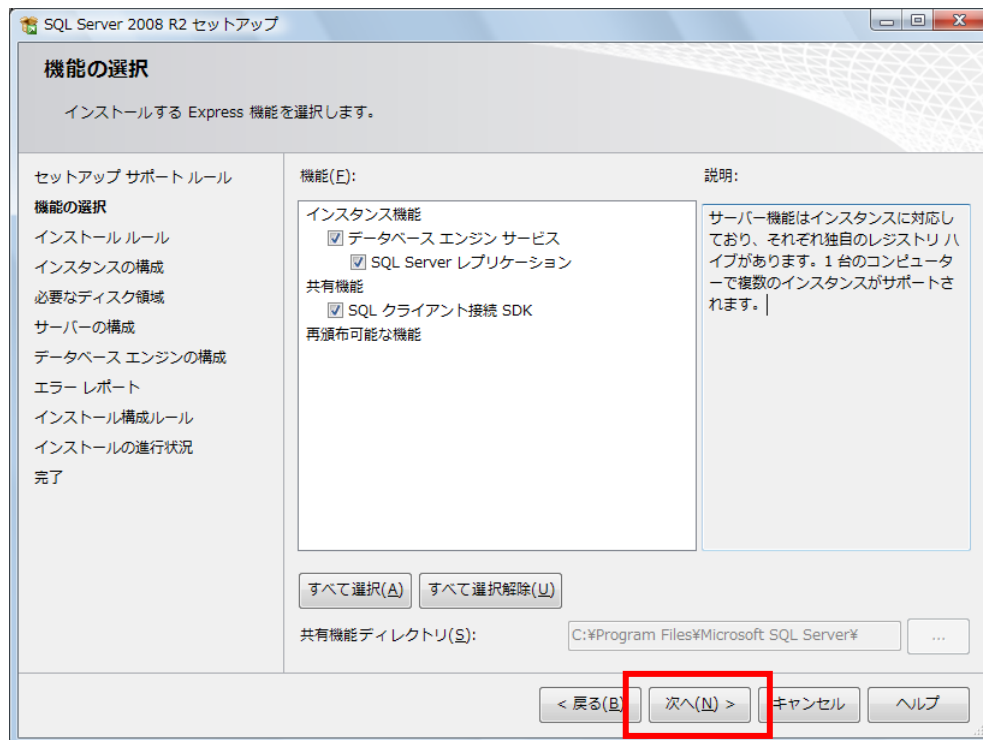 SQL Server 2008 R2 セットアップ
機能の選択
インストールする Express 機能を選択します。
セットアップ サポート ルール
機能の選択
インストール ルール
インスタンスの構成
必要なディスク領域
サーバーの構成
データベース エンジンの構成
エラー レポート
インストール構成ルール
インストールの進行状況
完了
機能(F):
インスタンス機能
データベース エンジン サービス
SQL Server レプリケーション
共有機能
SQL クライアント接続 SDK
再頒布可能な機能
説明:
サーバー機能はインスタンスに対応し
ており、それぞれ独自のレジストリ ハ
イブがあります。1 台のコンピュータ
ーで複数のインスタンスがサポートさ
れます。
すべて選択(A)
すべて選択解除(U)
共有機能ディレクトリ(S):
C:¥Program Files¥Microsoft SQL Server¥
...
< 戻る(B)
次へ(N) >
キャンセル
ヘルプ